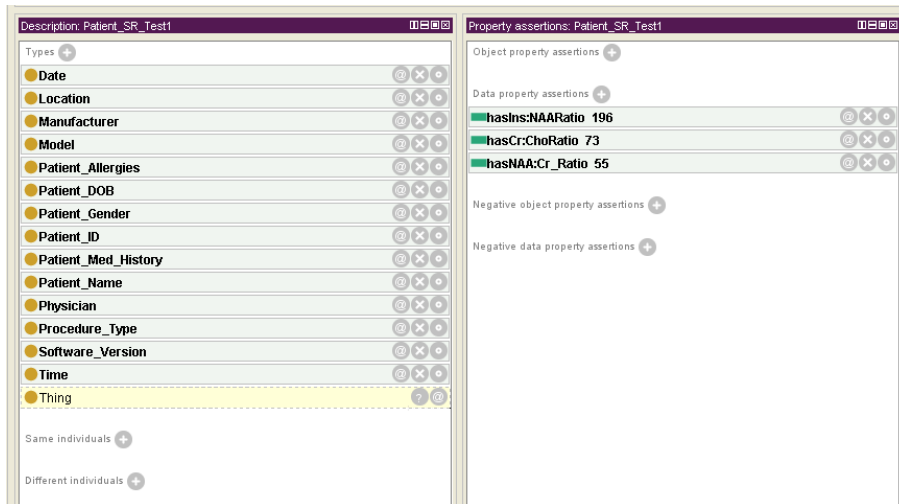 Description: Patient_SR_Test1
Types
Date
Location
Manufacturer
Model
Patient_Allergies
Patient_DOB
Patient_Gender
Patient_ID
Patient_Med_History
Patient_Name
Physician
Procedure_Type
Software_Version
Time
Thing
Same individuals
Different individuals
Property assertions: Patient_SR_Test1
Object property assertions
Data property assertions
hasIns:NAARatio 196
hasCr:ChoRatio 73
hasNAA:Cr_Ratio 55
Negative object property assertions
Negative data property assertions